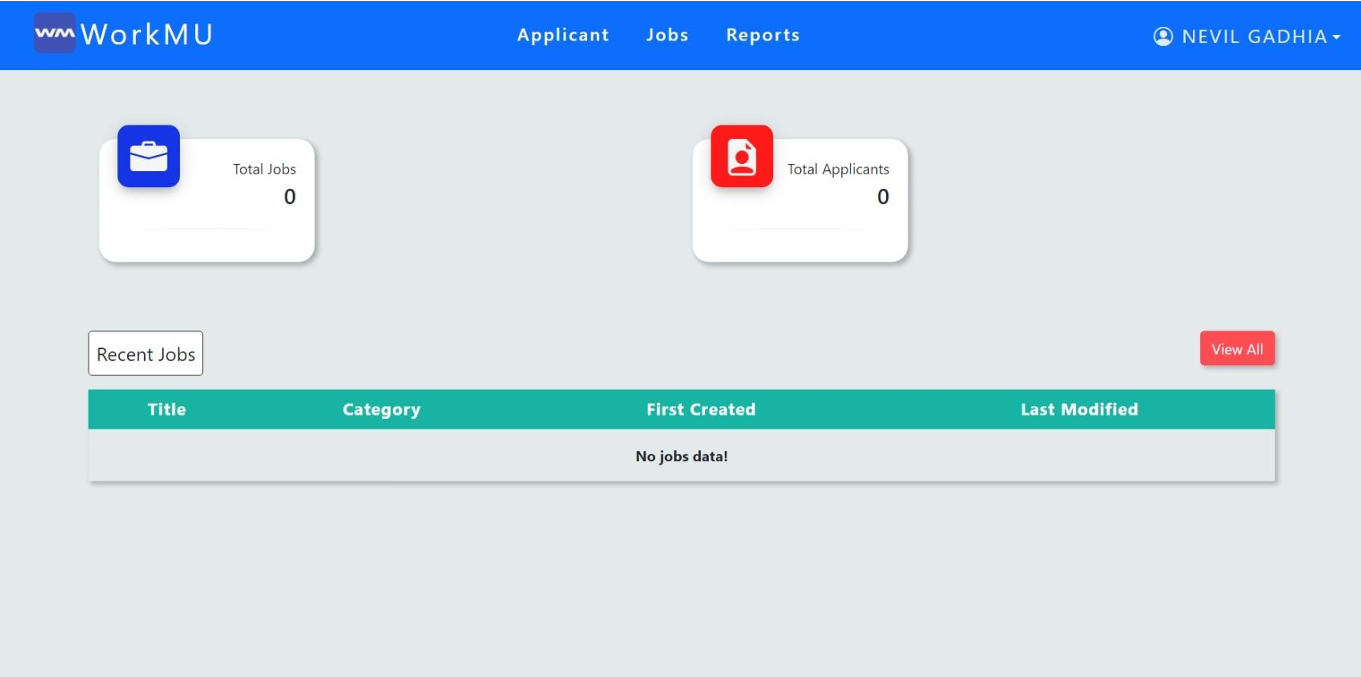 WM WorkMU Applicant Jobs Reports NEVIL GADHIA
Total Jobs
0
Total Applicants
0
Recent Jobs View All
Title Category First Created Last Modified
No jobs data!